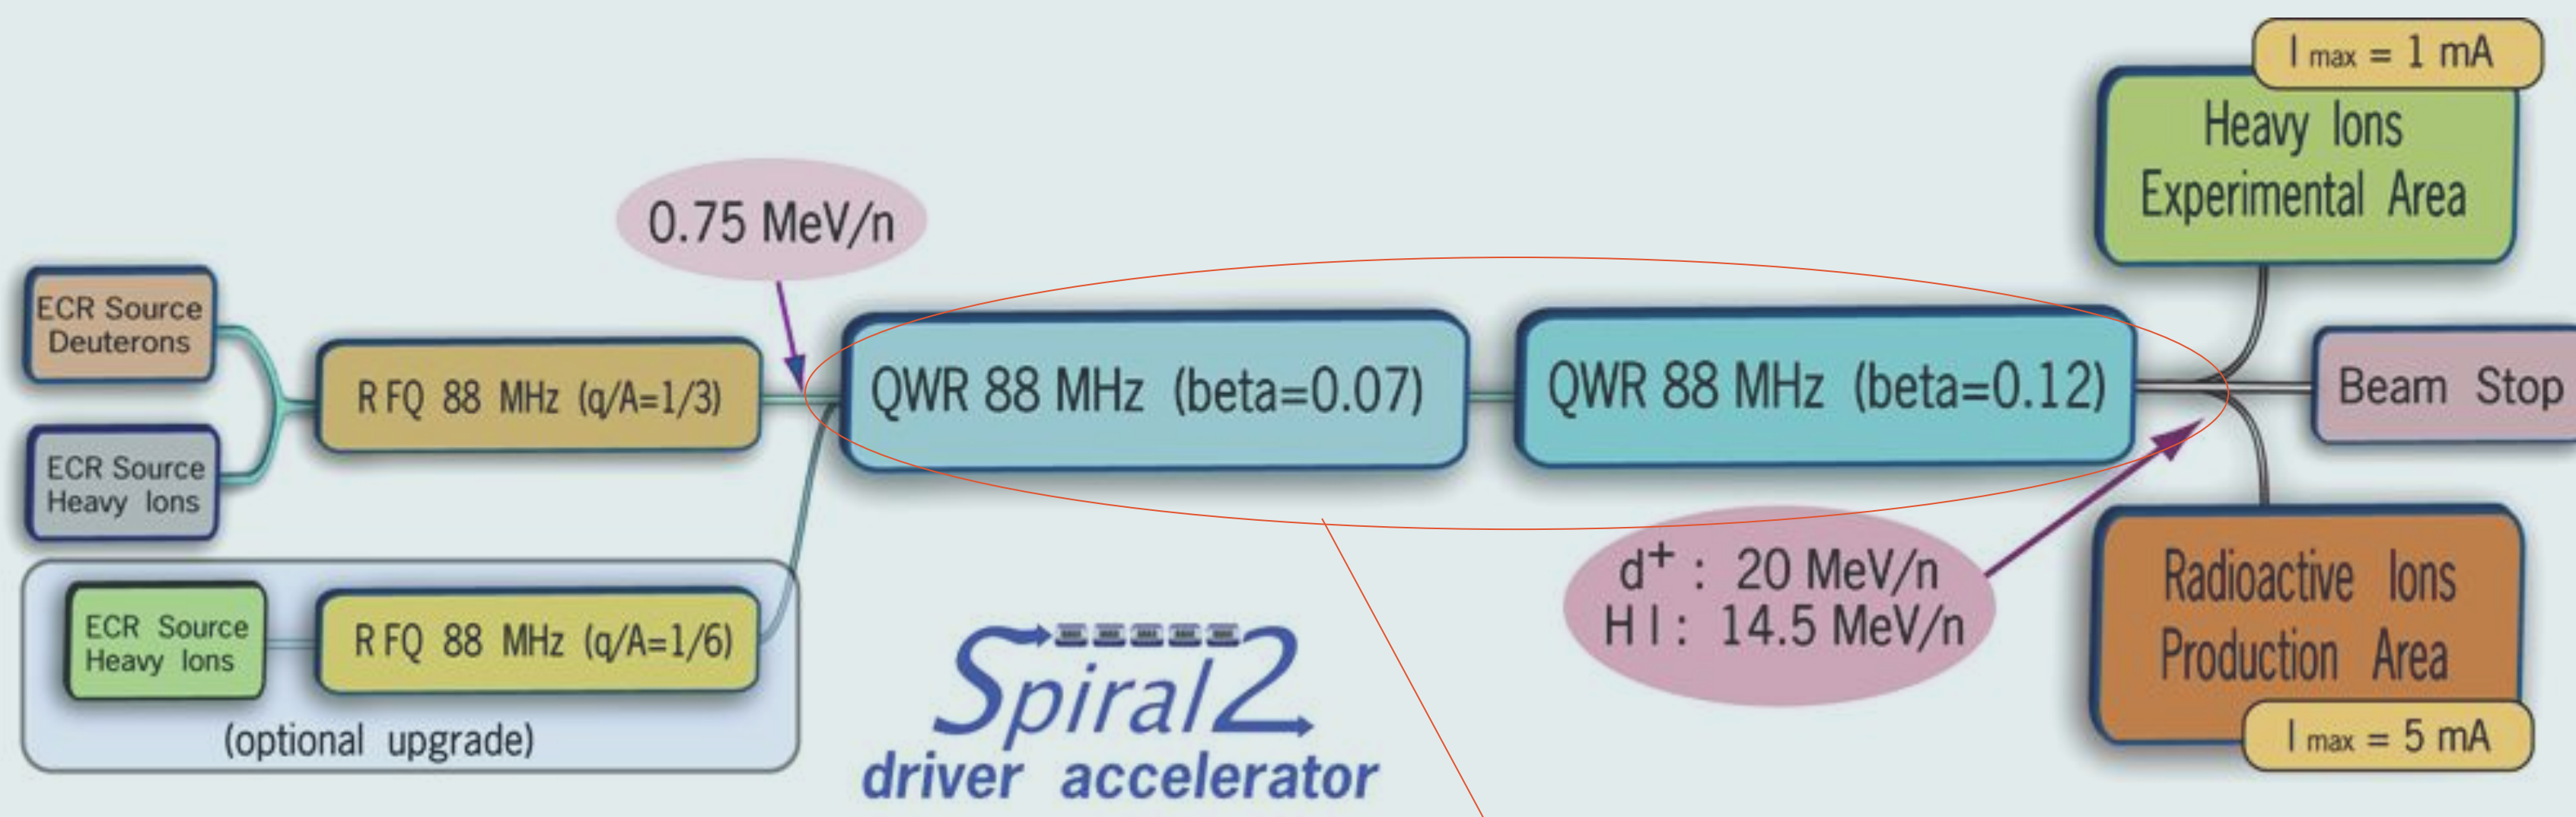 I max = 1 mA
Heavy Ions
Experimental Area
0.75 MeV/n
ECR Source
Deuterons
RFQ 88 MHz (q/A=1/3)
QWR 88 MHz (beta=0.07)
QWR 88 MHz (beta=0.12)
Beam Stop
ECR Source
Heavy Ions
d+ : 20 MeV/n
H I : 14.5 MeV/n
Radioactive Ions
Production Area
I max = 5 mA
ECR Source
Heavy Ions
RFQ 88 MHz (q/A=1/6)
(optional upgrade)
Spiral2
driver accelerator